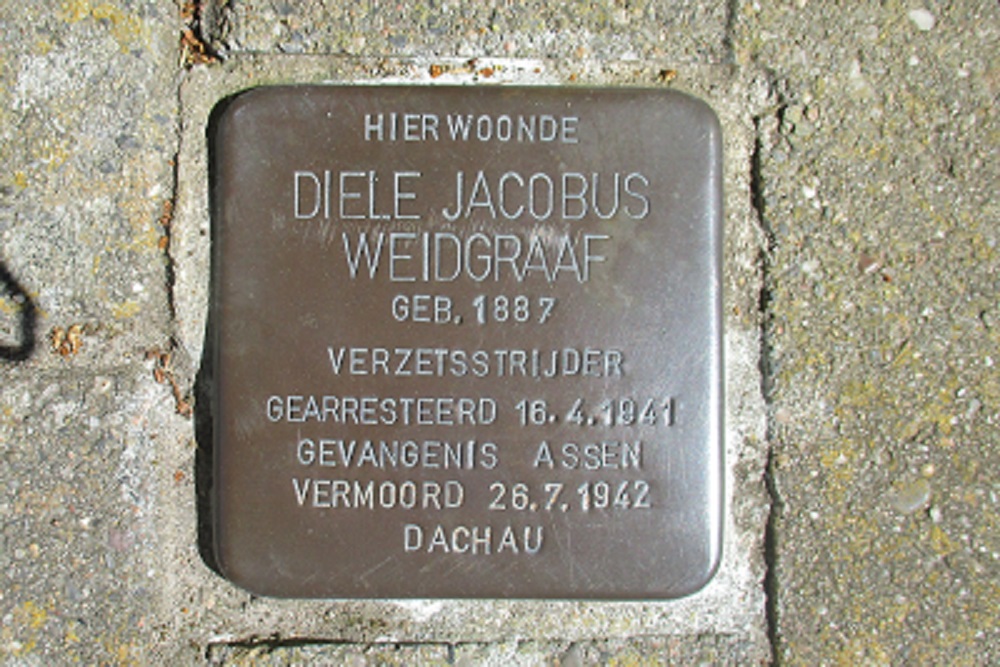 HIER WOONDE
DIELE JACOBUS
WEIDGRAAF
GEB. 1887
VERZETSSTRIJDER
GEARRESTEERD 16.4.1941
GEVANGENIS ASSEN
VERMOORD 26.7.1942
DACHAU